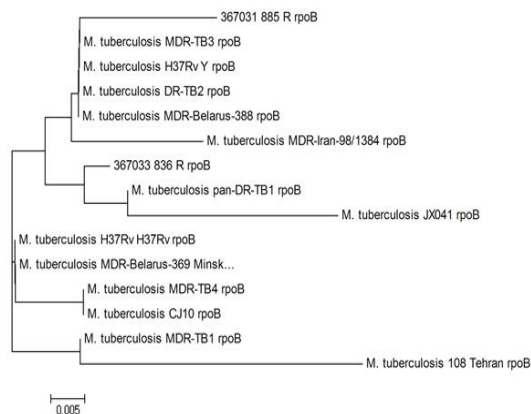 367031 885 R rpoB
M. tuberculosis MDR-TB3 rpoB
M. tuberculosis H37Rv Y rpoB
M. tuberculosis DR-TB2 rpoB
M. tuberculosis MDR-Belarus-388 rpoB
M. tuberculosis MDR-Iran-98/1384 rpoB
367033 836 R rpoB
M. tuberculosis pan-DR-TB1 rpoB
M. tuberculosis JX041 rpoB
M. tuberculosis H37Rv H37Rv rpoB
M. tuberculosis MDR-Belarus-369 Minsk...
M. tuberculosis MDR-TB4 rpoB
M. tuberculosis CJ10 rpoB
M. tuberculosis MDR-TB1 rpoB
M. tuberculosis 108 Tehran rpoB
0.005